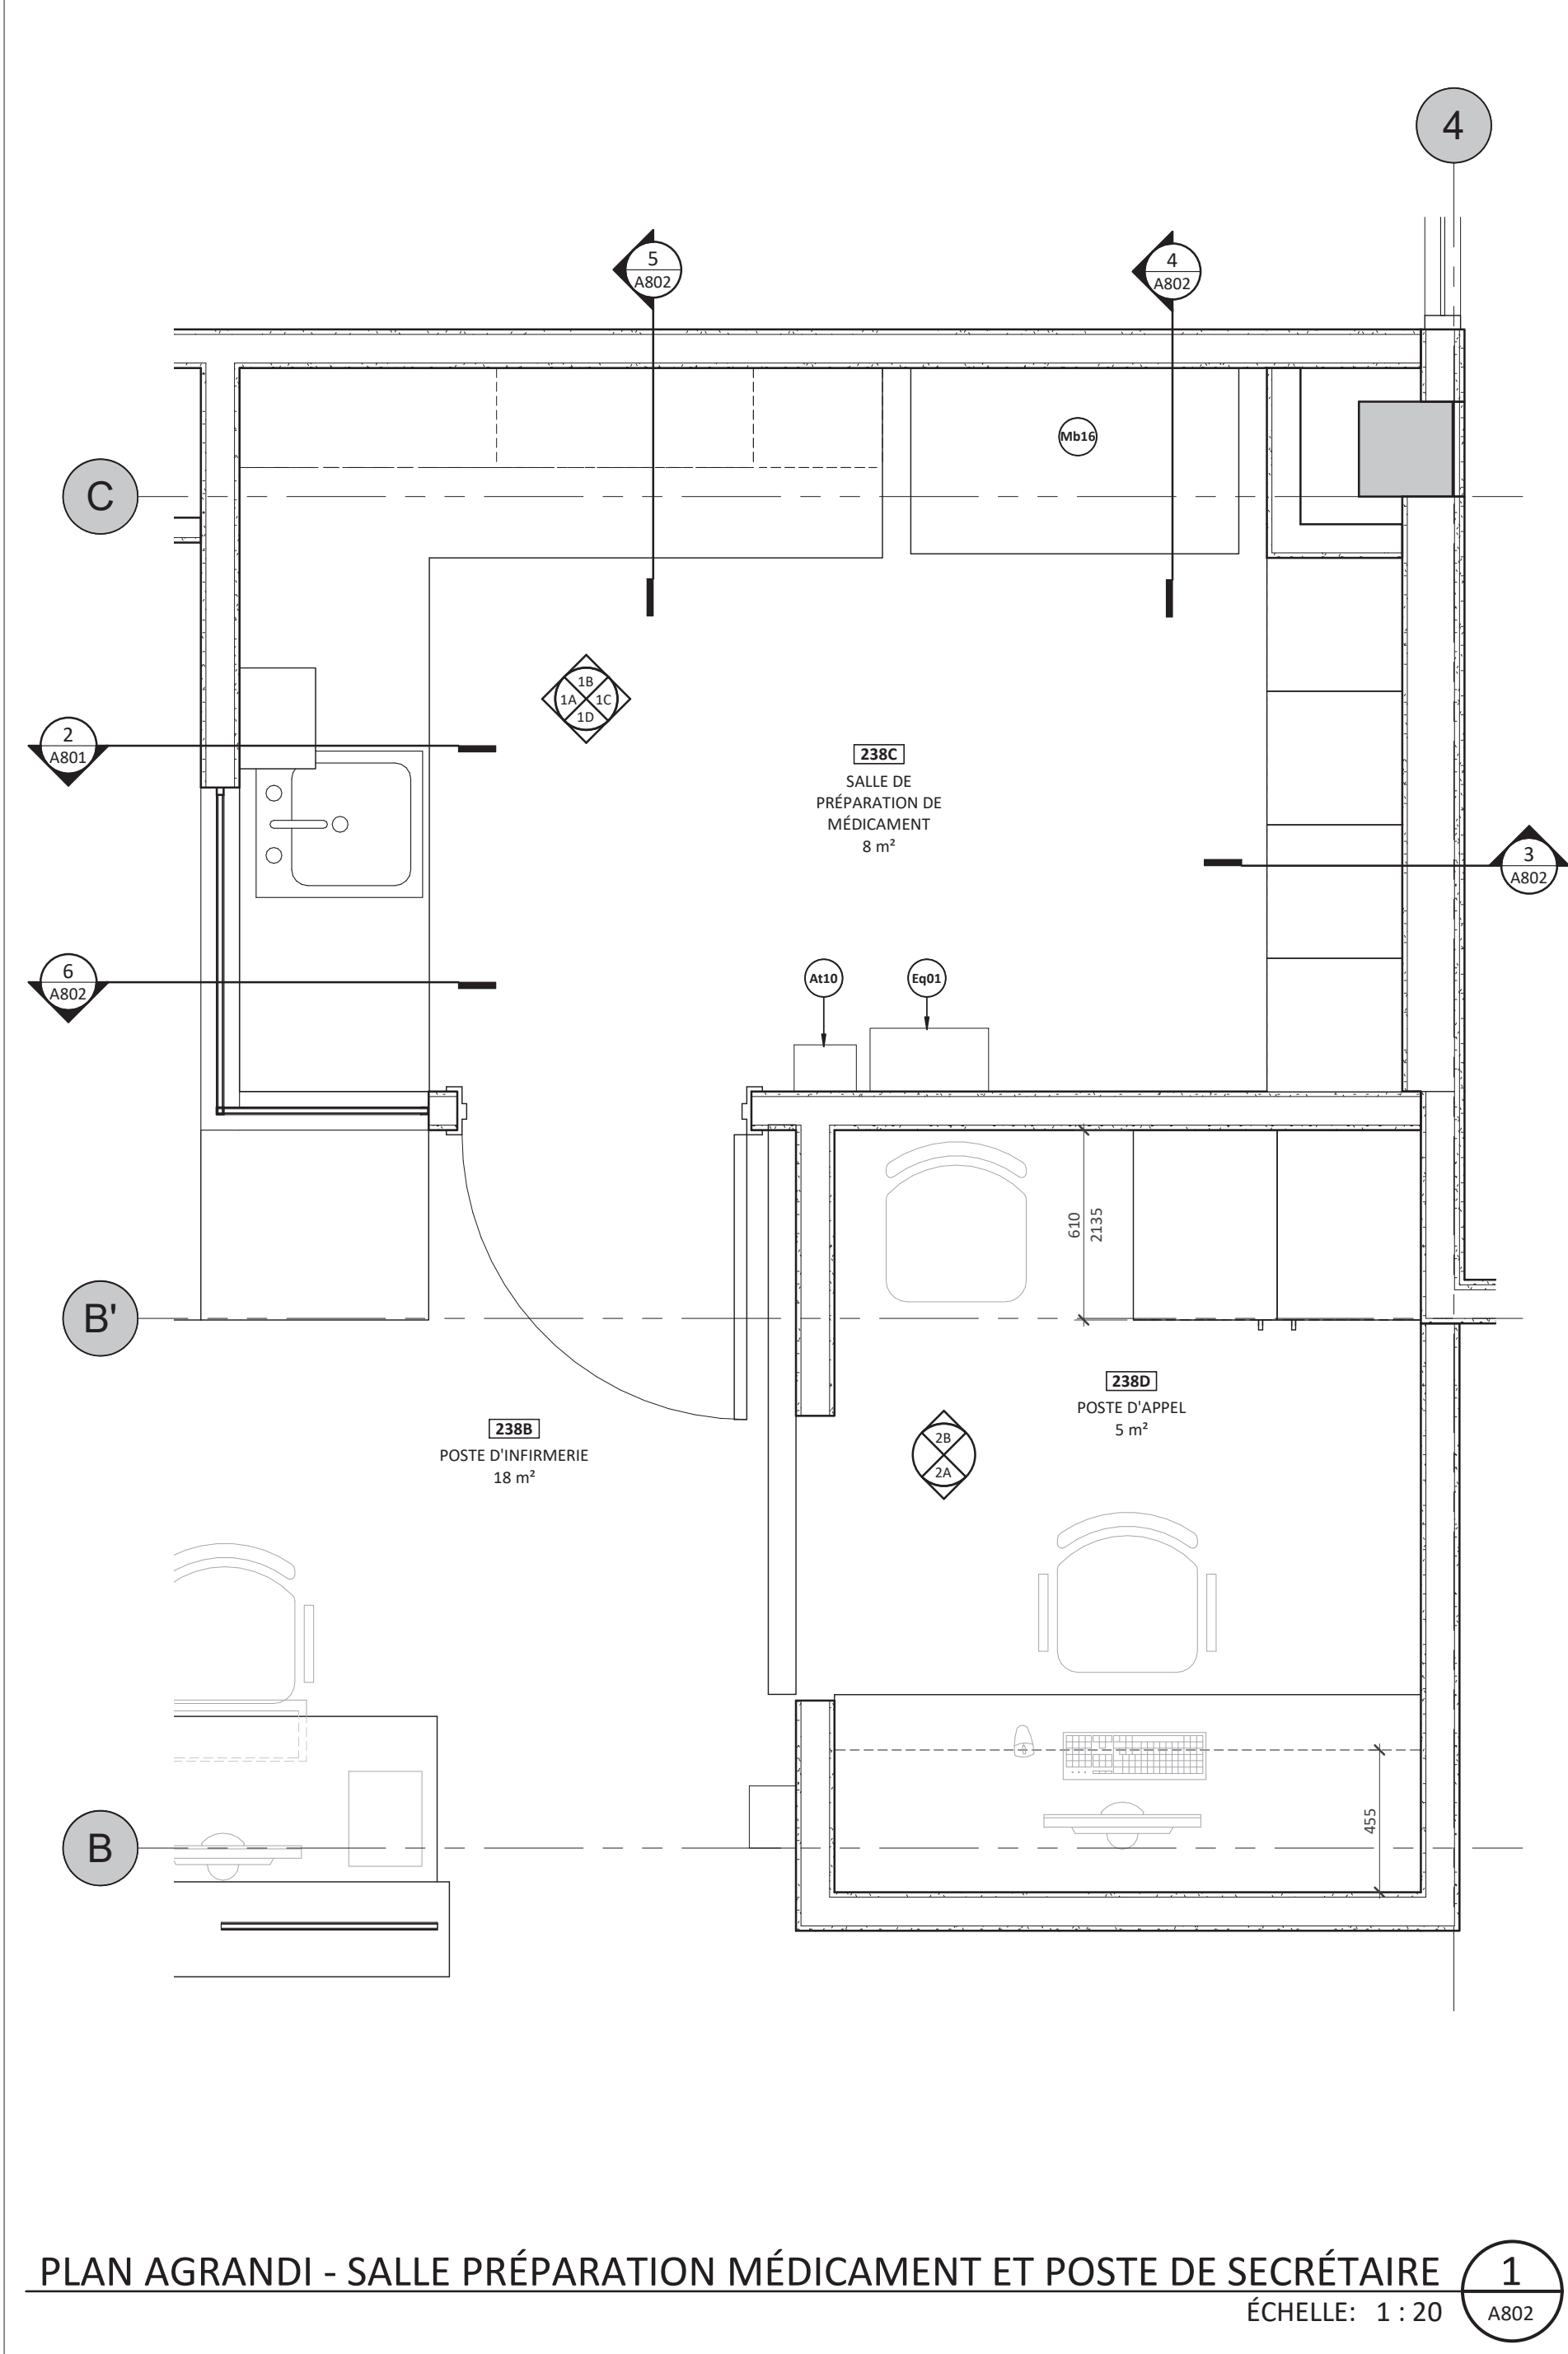 4
5
A802
4
A802
Mb16
C
1B
1A
1C
1D
2
A801
238C
SALLE DE
PRÉPARATION DE
MÉDICAMENT
8 m²
3
A802
6
A802
At10
Eq01
610
2135
B'
238D
POSTE D'APPEL
5 m²
238B
POSTE D'INFIRMERIE
18 m²
2B
2A
455
B
PLAN AGRANDI - SALLE PRÉPARATION MÉDICAMENT ET POSTE DE SECRÉTAIRE
1
ÉCHELLE: 1 : 20
A802